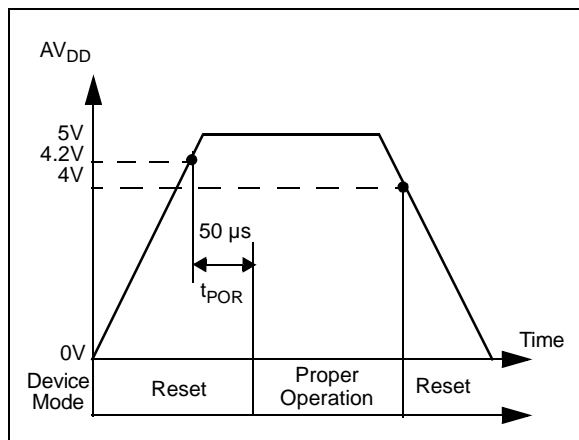 AVDD
5V
4.2V
4V
50 µs
tPOR
0V
Time
Device
Mode
Reset
Proper
Operation
Reset